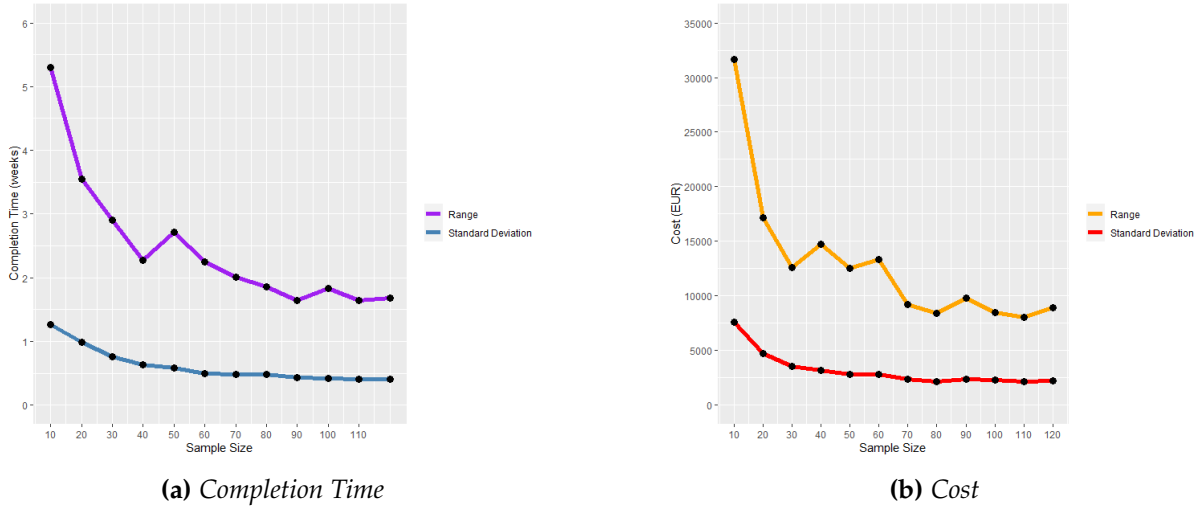 6
5
4
3
2
1
0
Completion Time (weeks)
10 20 30 40 50 60 70 80 90 100 110
Sample Size
Range
Standard Deviation
(a) Completion Time
35000
30000
25000
20000
15000
10000
5000
0
Cost (EUR)
10 20 30 40 50 60 70 80 90 100 110 120
Sample Size
Range
Standard Deviation
(b) Cost